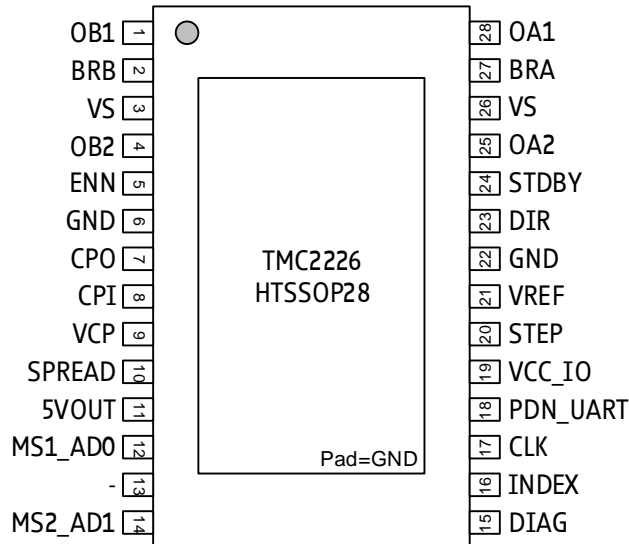 OB1 1
BRB 2
VS 3
OB2 4
ENN 5
GND 6
CPO 7
CPI 8
VCP 9
SPREAD 10
5VOUT 11
MS1_AD0 12
- 13
MS2_AD1 14
TMC2226
HTSSOP28
Pad=GND
28 OA1
27 BRA
26 VS
25 OA2
24 STDBY
23 DIR
22 GND
21 VREF
20 STEP
19 VCC_IO
18 PDN_UART
17 CLK
16 INDEX
15 DIAG